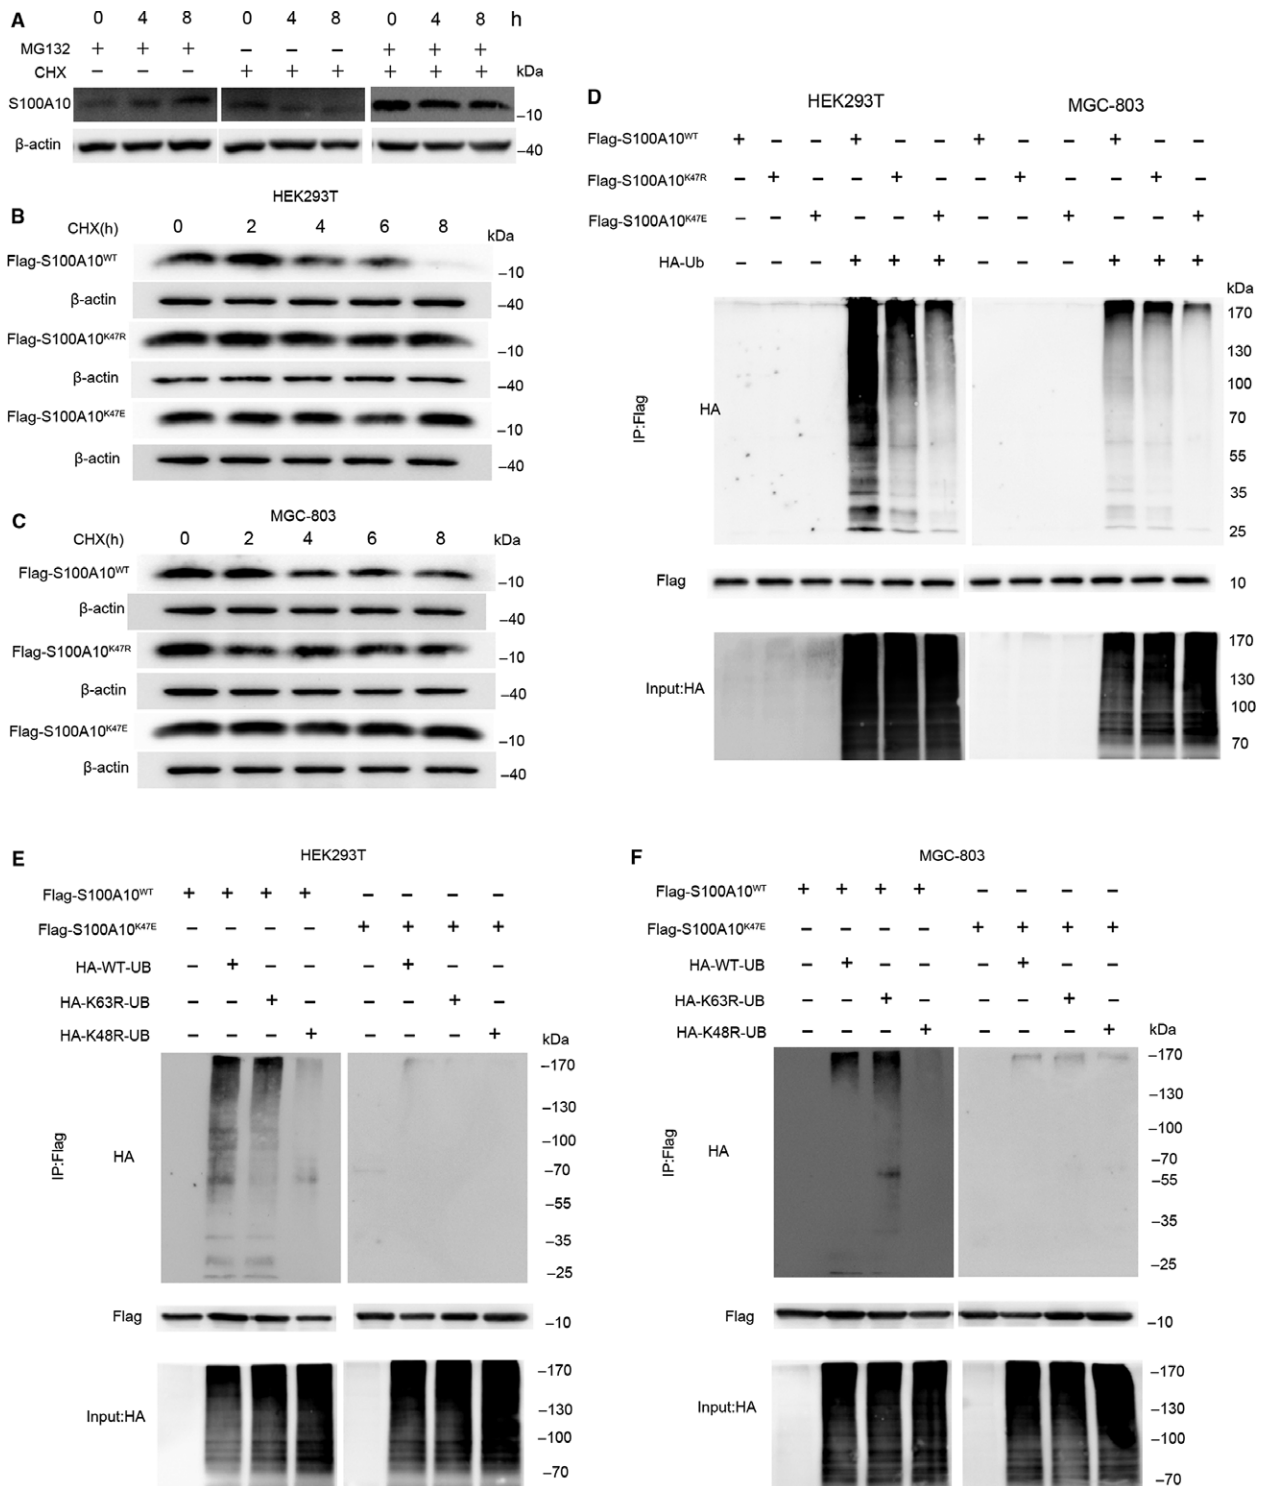 A 0 4 8 0 4 8 0 4 8 h
MG132 + + + − − − + + +
CHX − − − + + + + + + kDa
S100A10 –10
β-actin –40
HEK293T
B CHX(h) 0 2 4 6 8 kDa
Flag-S100A10WT –10
β-actin –40
Flag-S100A10K47R –10
β-actin –40
Flag-S100A10K47E –10
β-actin –40
C MGC-803
CHX(h) 0 2 4 6 8 kDa
Flag-S100A10WT –10
β-actin –40
Flag-S100A10K47R –10
β-actin –40
Flag-S100A10K47E –10
β-actin –40
D HEK293T MGC-803
Flag-S100A10WT + − − + − − + − − + − −
Flag-S100A10K47R − + − − + − − + − − + −
Flag-S100A10K47E − − + − − + − − + − − +
HA-Ub − − − + + + − − − + + +
kDa
170
130
100
IP:Flag HA 70
55
35
25
Flag 10
170
Input:HA 130
100
70
E HEK293T
Flag-S100A10WT + + + + − − − −
Flag-S100A10K47E − − − − + + + +
HA-WT-UB − + − − − + − −
HA-K63R-UB − − + − − − + −
HA-K48R-UB − − − + − − − +
kDa
–170
–130
–100
IP:Flag HA –70
–55
–35
–25
Flag –10
–170
Input:HA –130
–100
–70
F MGC-803
Flag-S100A10WT + + + + − − − −
Flag-S100A10K47E − − − − + + + +
HA-WT-UB − + − − − + − −
HA-K63R-UB − − + − − − + −
HA-K48R-UB − − − + − − − +
kDa
–170
–130
–100
IP:Flag HA –70
–55
–35
–25
Flag –10
–170
Input:HA –130
–100
–70